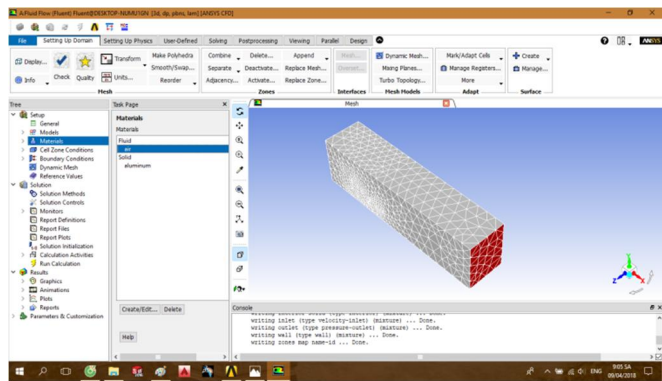 A:Fluid Flow (Fluent) Fluent@DESKTOP-NUMU1GN [3d, dp, pbns, lam] [ANSYS CFD]
File Setting Up Domain Setting Up Physics User-Defined Solving Postprocessing Viewing Parallel Design
ANSYS
Display...
Info
Check Quality
Transform
Units...
Make Polyhedra
Smooth/Swap...
Reorder
Mesh
Combine Delete... Append
Separate Deactivate... Replace Mesh...
Adjacency... Activate... Replace Zone...
Zones
Mesh...
Overset...
Interfaces
Dynamic Mesh...
Mixing Planes...
Turbo Topology...
Mesh Models
Mark/Adapt Cells
Manage Registers...
More
Adapt
Create
Manage...
Surface
Tree
Setup
General
Models
Materials
Cell Zone Conditions
Boundary Conditions
Dynamic Mesh
Reference Values
Solution
Solution Methods
Solution Controls
Monitors
Report Definitions
Report Files
Report Plots
Solution Initialization
Calculation Activities
Run Calculation
Results
Graphics
Animations
Plots
Reports
Parameters & Customization
Task Page
Materials
Materials
Fluid
air
Solid
aluminum
Create/Edit... Delete
Help
Mesh
Y
Z
X
Console
writing inlet (type velocity-inlet) (mixture) ... Done.
writing outlet (type pressure-outlet) (mixture) ... Done.
writing wall (type wall) (mixture) ... Done.
writing zones map name-id ... Done.
ENG
9:05 SA
09/04/2018